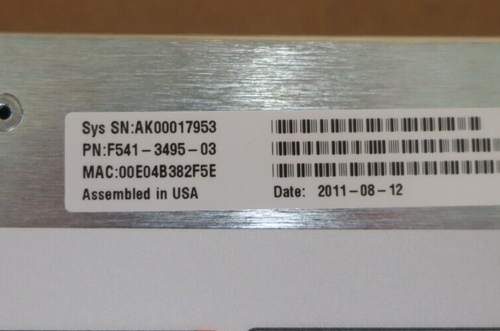 Sys SN:AK00017953
PN:F541-3495-03
MAC:00E04B382F5E
Assembled in USA Date: 2011-08-12